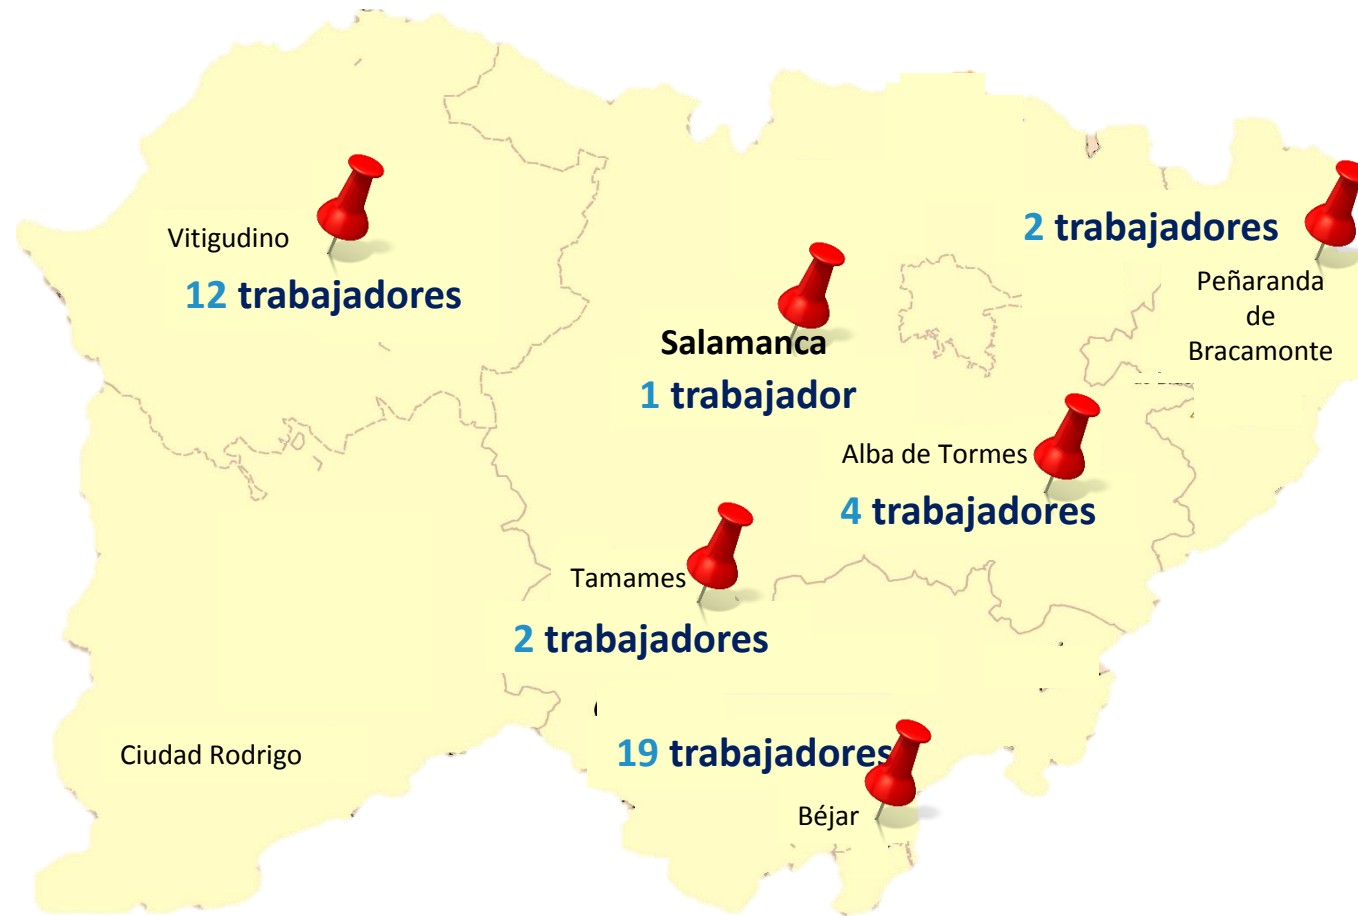 2 trabajadores
Vitigudino
12 trabajadores
Peñaranda
de
Bracamonte
Salamanca
1 trabajador
Alba de Tormes
4 trabajadores
Tamames
2 trabajadores
19 trabajadores
Ciudad Rodrigo
Béjar